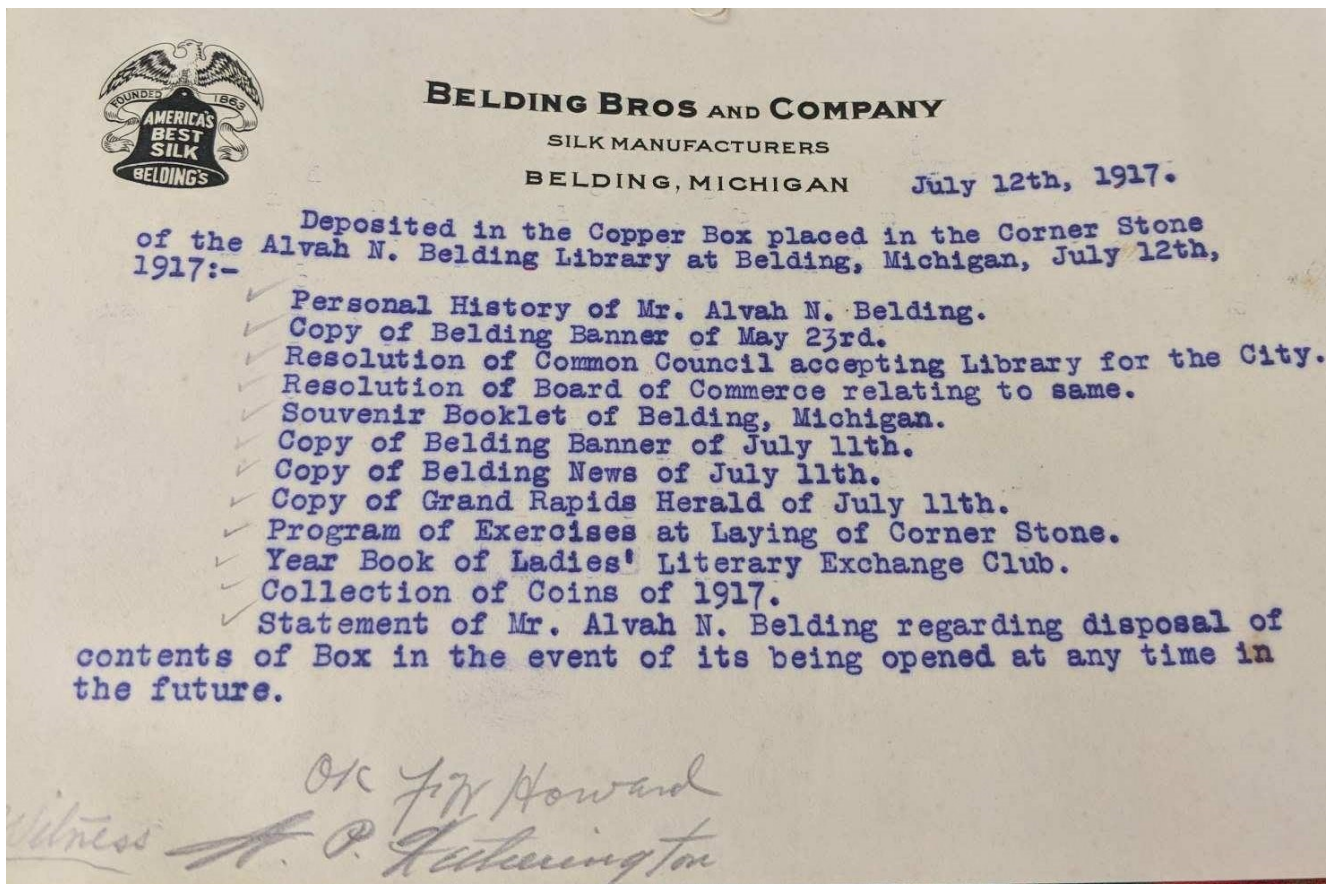 FOUNDED 1863
AMERICA'S
BEST
SILK
BELDING'S
BELDING BROS AND COMPANY
SILK MANUFACTURERS
BELDING, MICHIGAN
July 12th, 1917.
Deposited in the Copper Box placed in the Corner Stone
of the Alvah N. Belding Library at Belding, Michigan, July 12th,
1917:-
Personal History of Mr. Alvah N. Belding.
Copy of Belding Banner of May 23rd.
Resolution of Common Council accepting Library for the City.
Resolution of Board of Commerce relating to same.
Souvenir Booklet of Belding, Michigan.
Copy of Belding Banner of July 11th.
Copy of Belding News of July 11th.
Copy of Grand Rapids Herald of July 11th.
Program of Exercises at Laying of Corner Stone.
Year Book of Ladies' Literary Exchange Club.
Collection of Coins of 1917.
Statement of Mr. Alvah N. Belding regarding disposal of
contents of Box in the event of its being opened at any time in
the future.
OK FW Howard
Witness P. Hetherington